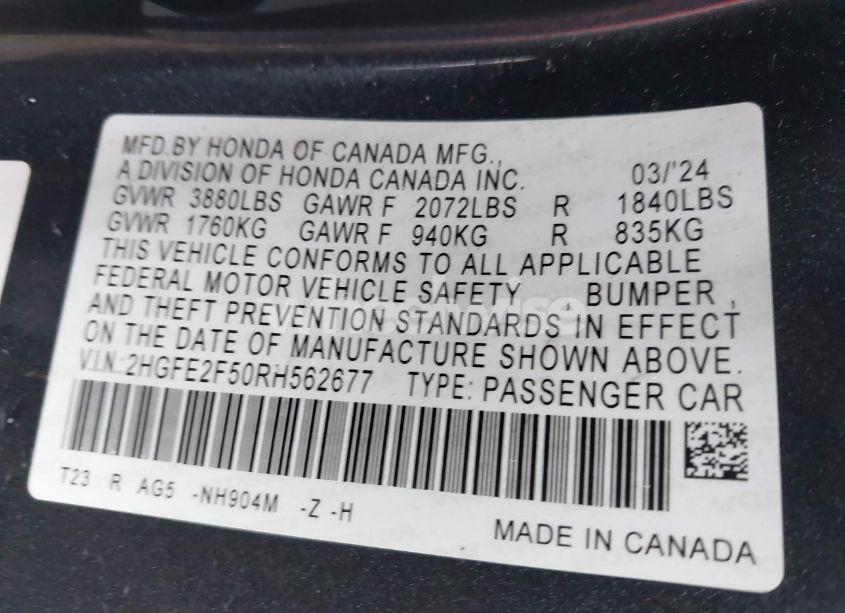 MFD. BY HONDA OF CANADA MFG.,
A DIVISION OF HONDA CANADA INC. 03/'24
GVWR 3880LBS GAWR F 2072LBS R 1840LBS
GVWR 1760KG GAWR F 940KG R 835KG
THIS VEHICLE CONFORMS TO ALL APPLICABLE
FEDERAL MOTOR VEHICLE SAFETY , BUMPER ,
AND THEFT PREVENTION STANDARDS IN EFFECT
ON THE DATE OF MANUFACTURE SHOWN ABOVE.
V.I.N.:2HGFE2F50RH562677 TYPE: PASSENGER CAR
T23 R AG5 -NH904M -Z -H
MADE IN CANADA